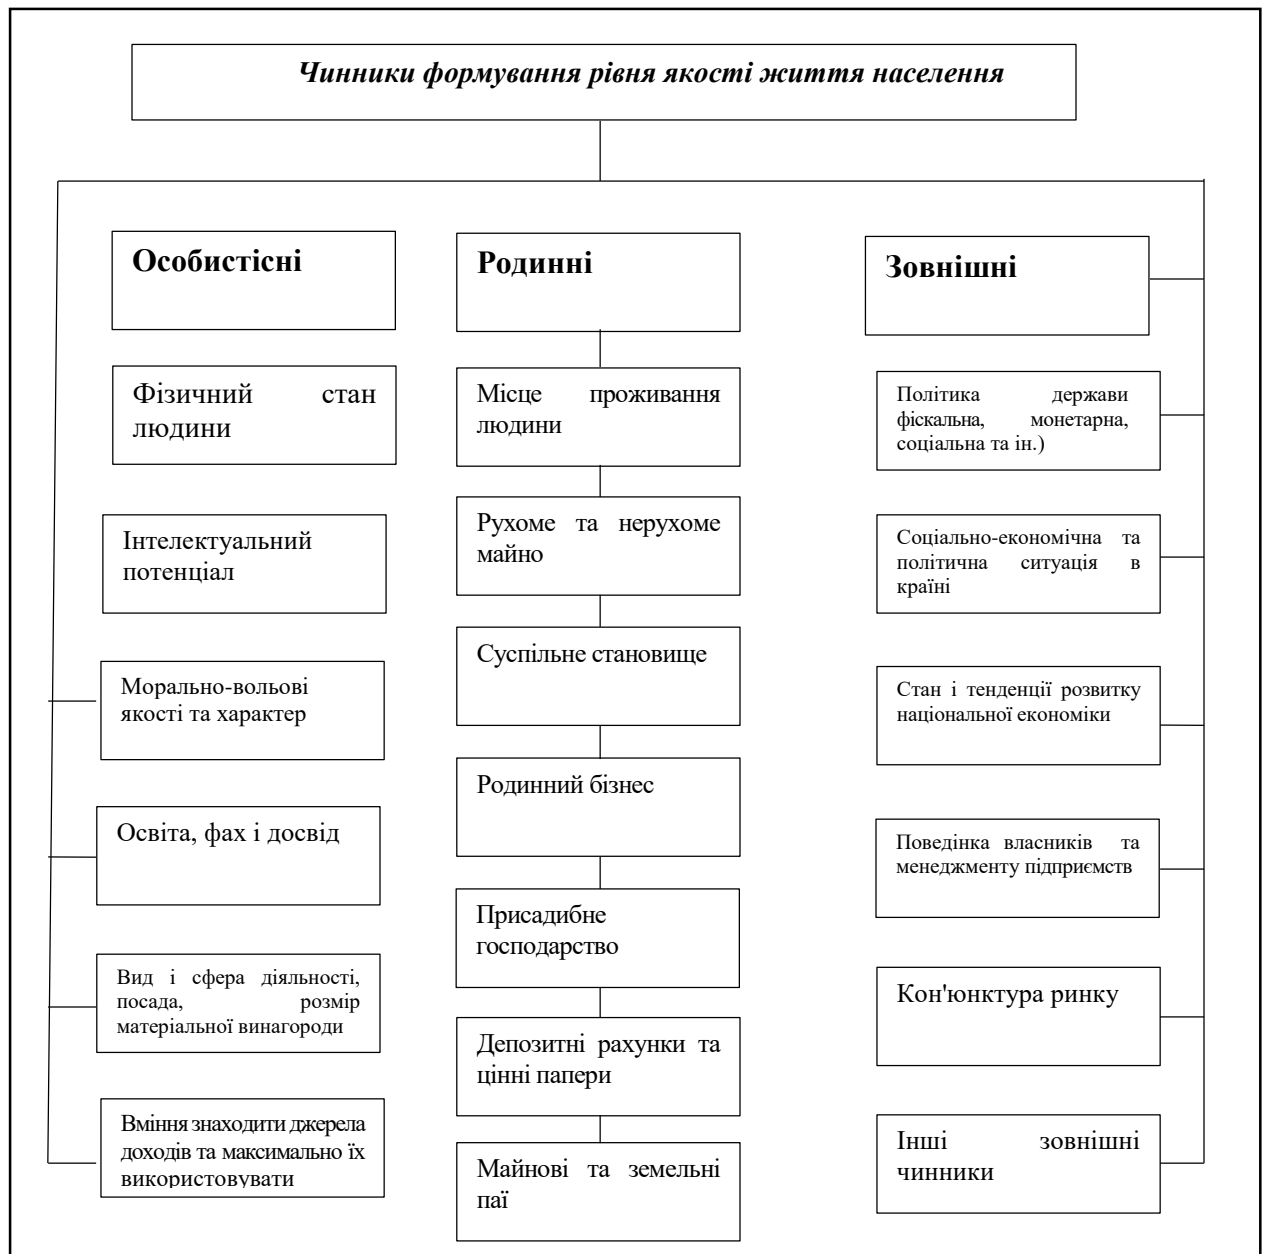 Чинники формування рівня якості життя населення
Особистісні
Фізичний стан
людини
Інтелектуальний
потенціал
Морально-вольові
якості та характер
Освіта, фах і досвід
Вид і сфера діяльності,
посада, розмір
матеріальної винагороди
Вміння знаходити джерела
доходів та максимально їх
використовувати
Родинні
Місце проживання
людини
Рухоме та нерухоме
майно
Суспільне становище
Родинний бізнес
Присадибне
господарство
Депозитні рахунки та
цінні папери
Майнові та земельні
паї
Зовнішні
Політика держави
фіскальна, монетарна,
соціальна та ін.)
Соціально-економічна та
політична ситуація в
країні
Стан і тенденції розвитку
національної економіки
Поведінка власників та
менеджменту підприємств
Кон'юнктура ринку
Інші зовнішні
чинники